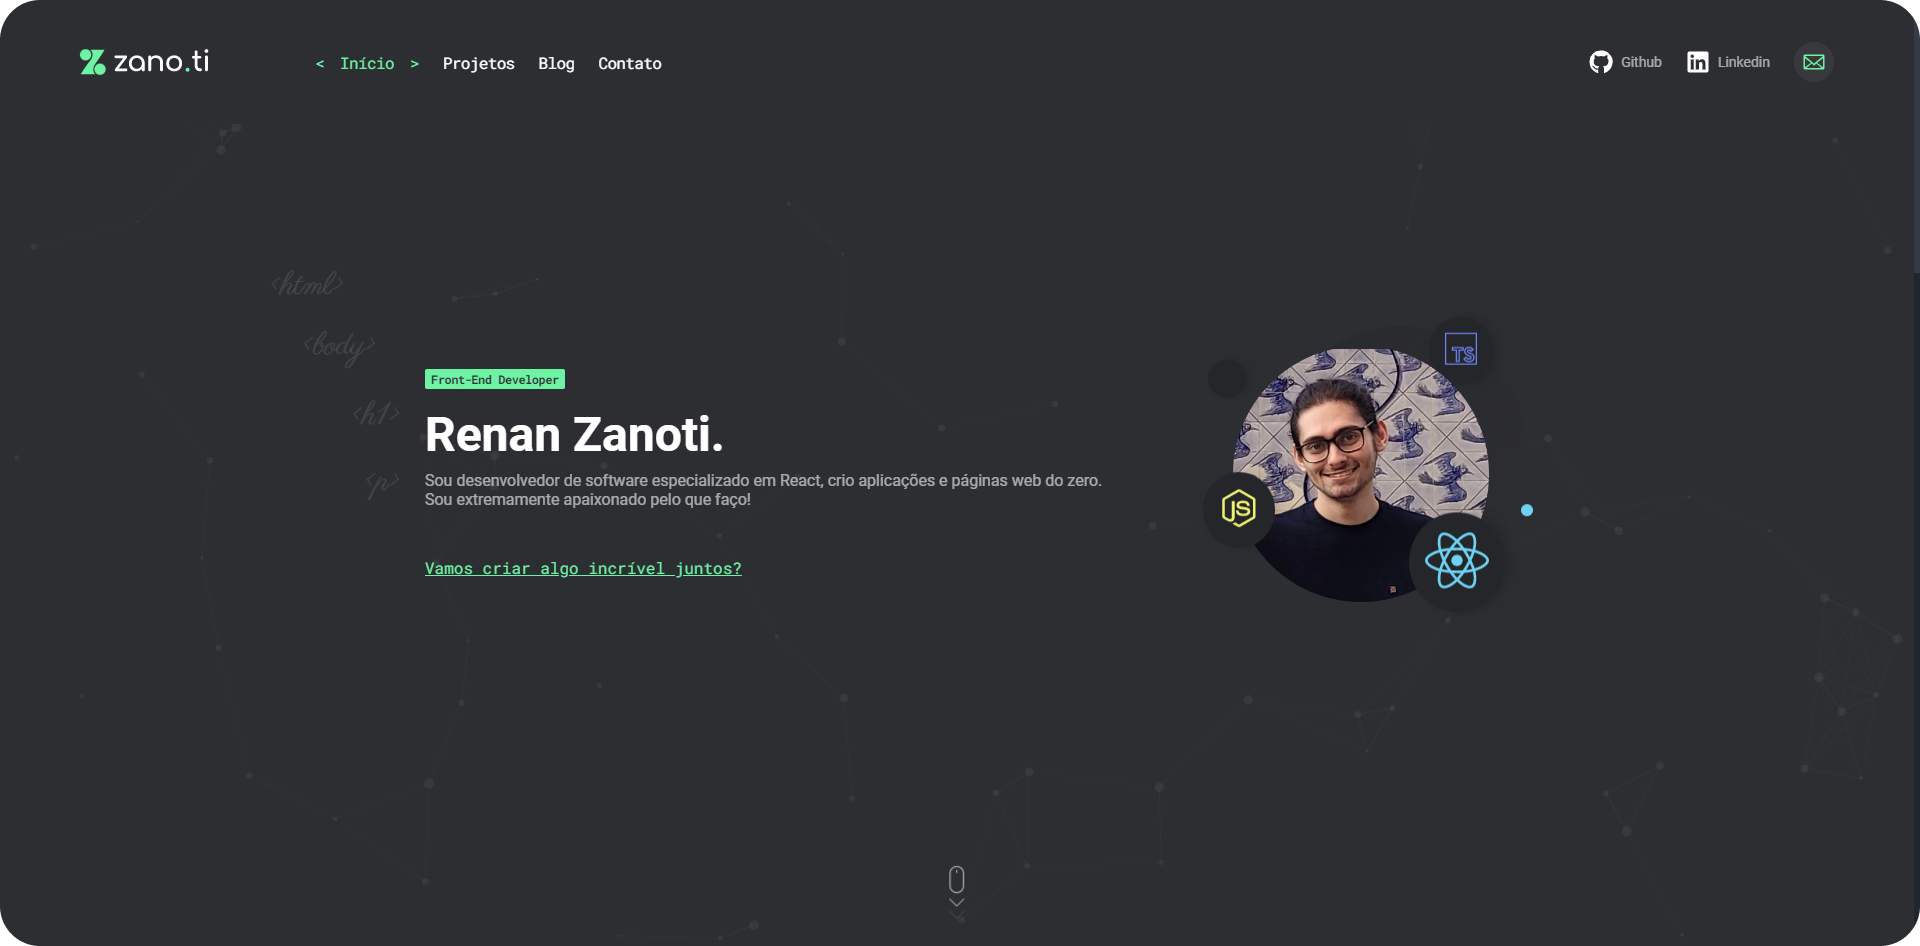 zano.ti
< Início > Projetos Blog Contato
Github Linkedin
<html>
<body>
<h1>
<p>
Front-End Developer
Renan Zanoti.
Sou desenvolvedor de software especializado em React, crio aplicações e páginas web do zero.
Sou extremamente apaixonado pelo que faço!
Vamos criar algo incrível juntos?
TS
JS